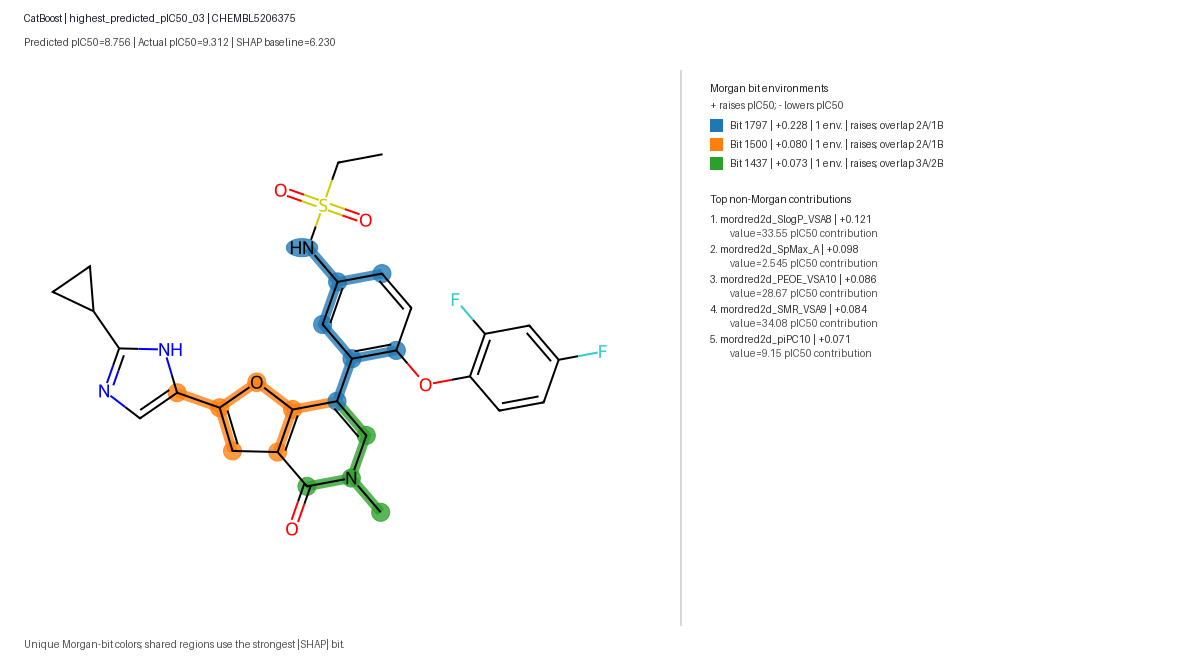 CatBoost | highest_predicted_pIC50_03 | CHEMBL5206375
Predicted pIC50=8.756 | Actual pIC50=9.312 | SHAP baseline=6.230
Morgan bit environments
+ raises pIC50; - lowers pIC50
Bit 1797 | +0.228 | 1 env. | raises; overlap 2A/1B
Bit 1500 | +0.080 | 1 env. | raises; overlap 2A/1B
Bit 1437 | +0.073 | 1 env. | raises; overlap 3A/2B
Top non-Morgan contributions
1. mordred2d_SlogP_VSA8 | +0.121
value=33.55 pIC50 contribution
2. mordred2d_SpMax_A | +0.098
value=2.545 pIC50 contribution
3. mordred2d_PEOE_VSA10 | +0.086
value=28.67 pIC50 contribution
4. mordred2d_SMR_VSA9 | +0.084
value=34.08 pIC50 contribution
5. mordred2d_piPC10 | +0.071
value=9.15 pIC50 contribution
O
S
O
HN
F
F
NH
N
O
O
N
O
Unique Morgan-bit colors; shared regions use the strongest |SHAP| bit.